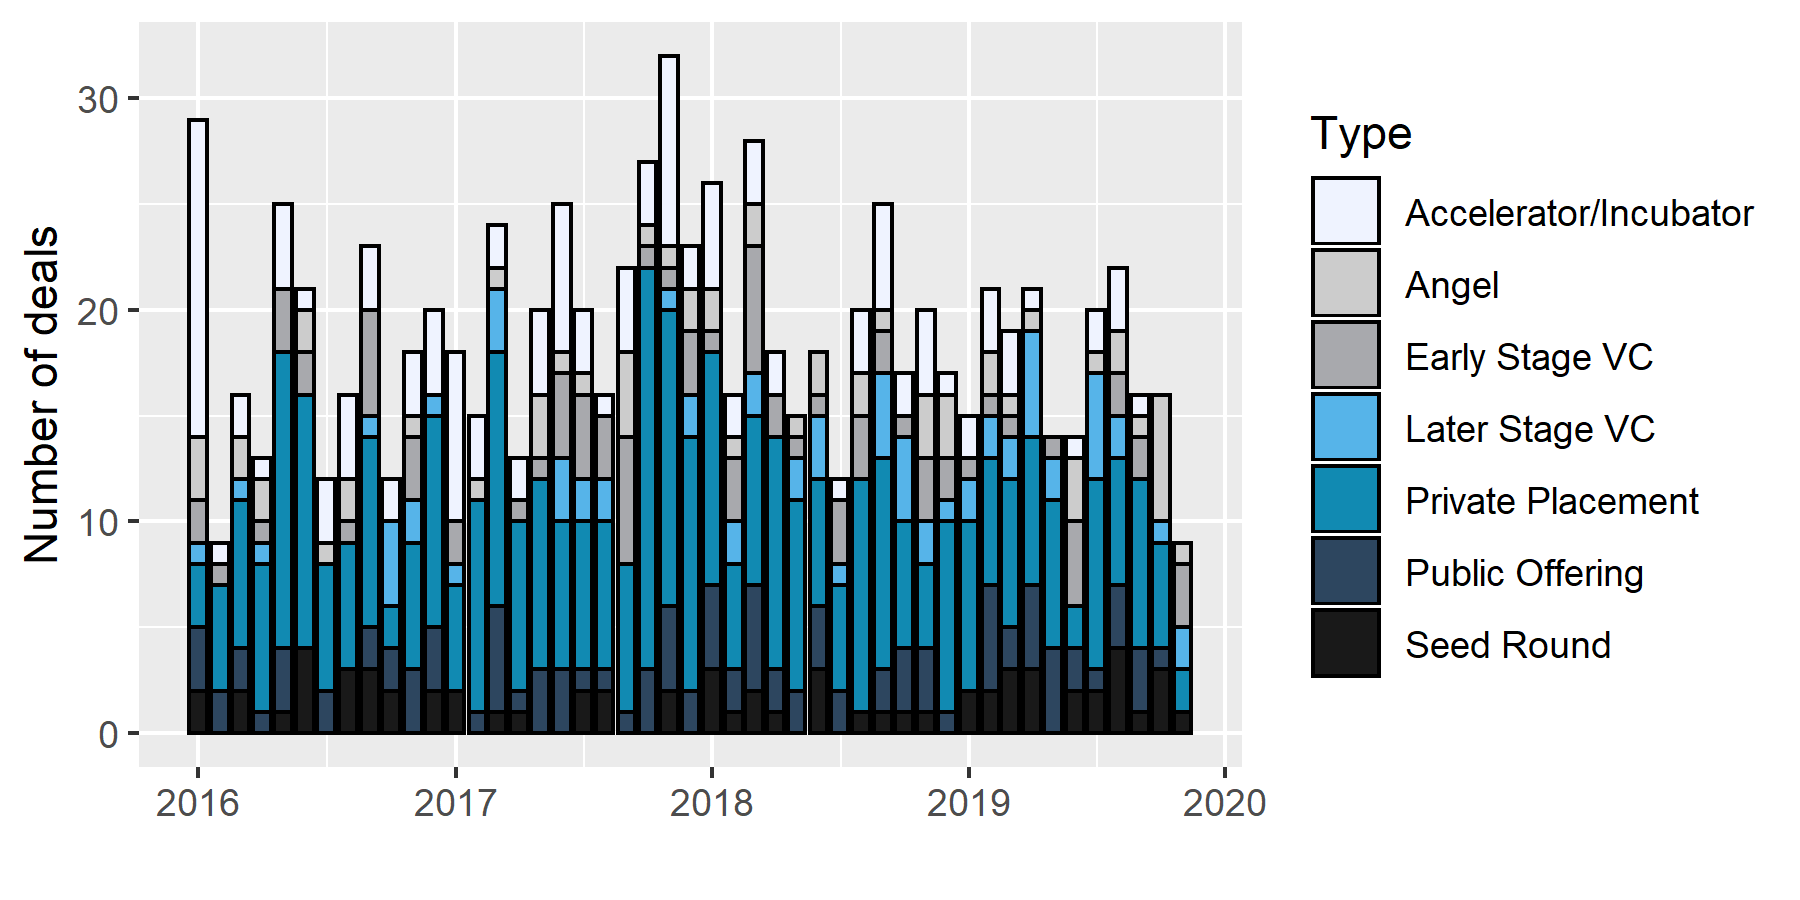 Number of deals
30
20
10
0
2016
2017
2018
2019
2020
Type
Accelerator/Incubator
Angel
Early Stage VC
Later Stage VC
Private Placement
Public Offering
Seed Round